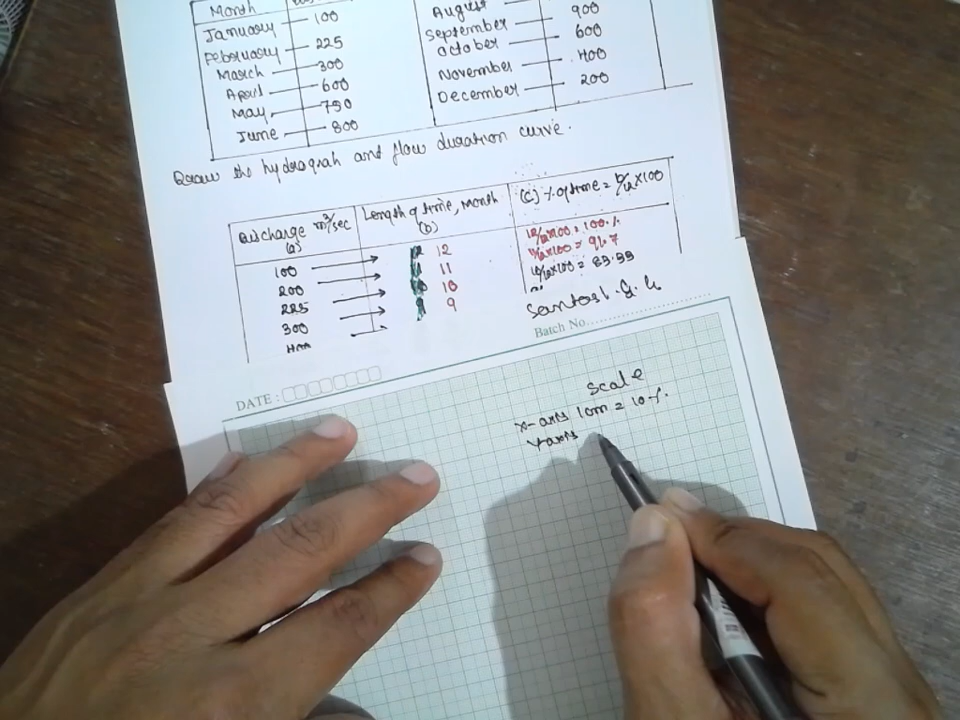 Month
January 100
February 225
March 300
April 600
May 750
June 800
August
September 900
October 600
November 400
December 200
Draw the hydrograph and flow duration curve.
Discharge m³/sec (a) Length of time, Month (b) (C) % of time = b/12 x100
100 12 12/12x100 = 100%
200 11 11/12x100 = 91.7
225 10 10/12x100 = 83.33
300 9
400
Santosh. G. G
Batch No.
DATE :
Scale
x-axis 1cm = 10%.
Yaxis